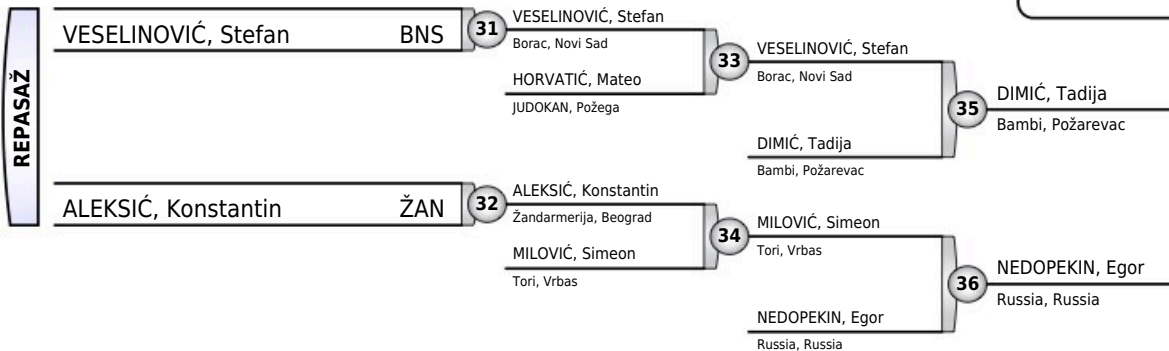 REPASAŽ
VESELINOVIĆ, Stefan BNS
ALEKSIĆ, Konstantin ŽAN
31
VESELINOVIĆ, Stefan
Borac, Novi Sad
HORVATIĆ, Mateo
JUDOKAN, Požega
32
ALEKSIĆ, Konstantin
Žandarmerija, Beograd
MILOVIĆ, Simeon
Tori, Vrbas
33
VESELINOVIĆ, Stefan
Borac, Novi Sad
DIMIĆ, Tadija
Bambi, Požarevac
34
MILOVIĆ, Simeon
Tori, Vrbas
NEDOPEKIN, Egor
Russia, Russia
35
DIMIĆ, Tadija
Bambi, Požarevac
36
NEDOPEKIN, Egor
Russia, Russia